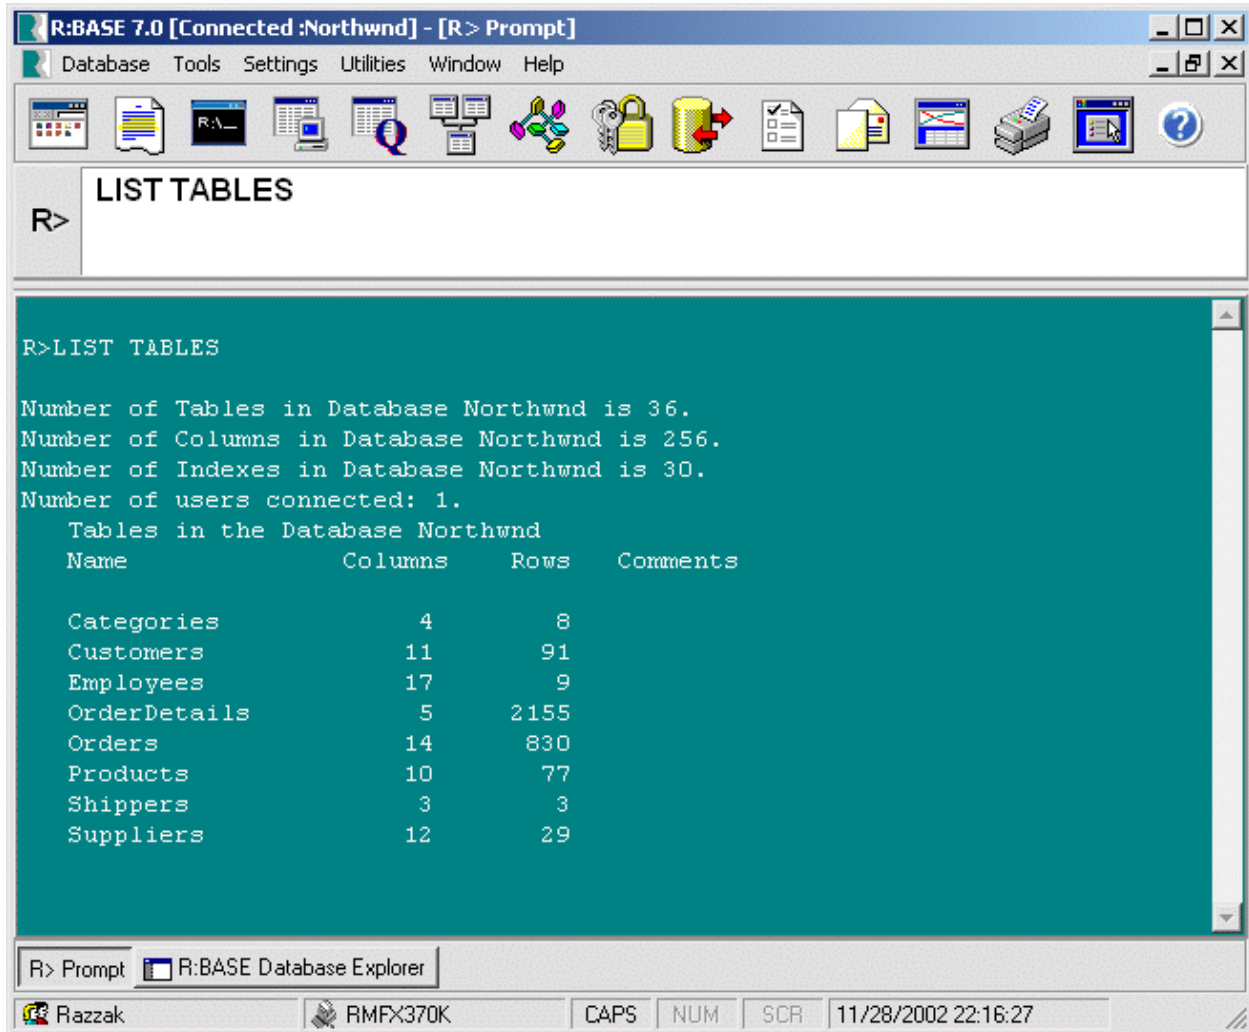 R:BASE 7.0 [Connected :Northwnd] - [R> Prompt]
Database Tools Settings Utilities Window Help
R:\_ Q ?
R> LIST TABLES
R>LIST TABLES
Number of Tables in Database Northwnd is 36.
Number of Columns in Database Northwnd is 256.
Number of Indexes in Database Northwnd is 30.
Number of users connected: 1.
Tables in the Database Northwnd
Name Columns Rows Comments
Categories 4 8
Customers 11 91
Employees 17 9
OrderDetails 5 2155
Orders 14 830
Products 10 77
Shippers 3 3
Suppliers 12 29
R> Prompt R:BASE Database Explorer
Razzak RMFX370K CAPS NUM SCR 11/28/2002 22:16:27